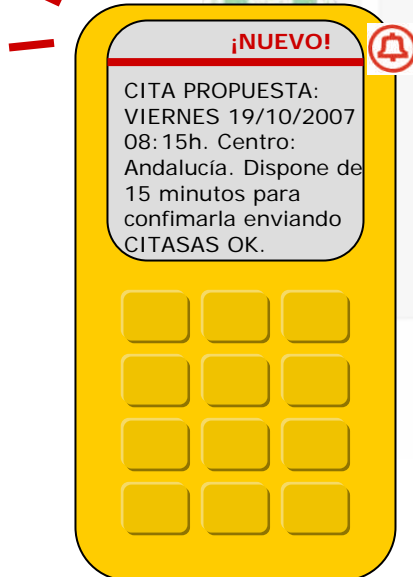 ¡NUEVO!
CITA PROPUESTA:
VIERNES 19/10/2007
08:15h. Centro:
Andalucía. Dispone de
15 minutos para
confimarla enviando
CITASAS OK.